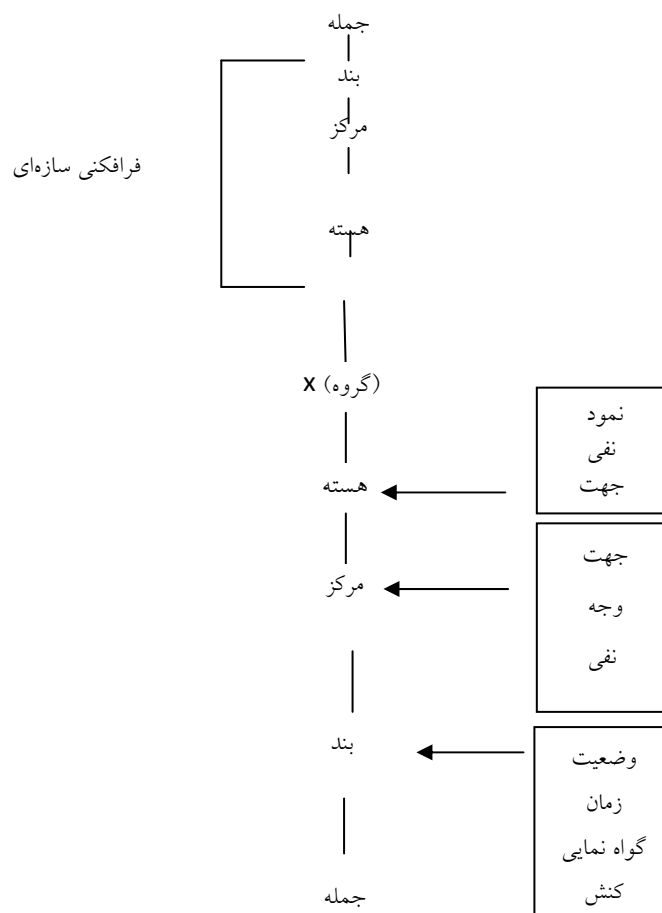 جمله
بند
مرکز
فرافکنی سازه‌ای
هسته
(گروه) X
نمود
نفی
هسته
جهت
جهت
مرکز
وجه
نفی
بند
وضعیت
زمان
گواه نمایی
جمله
کنش